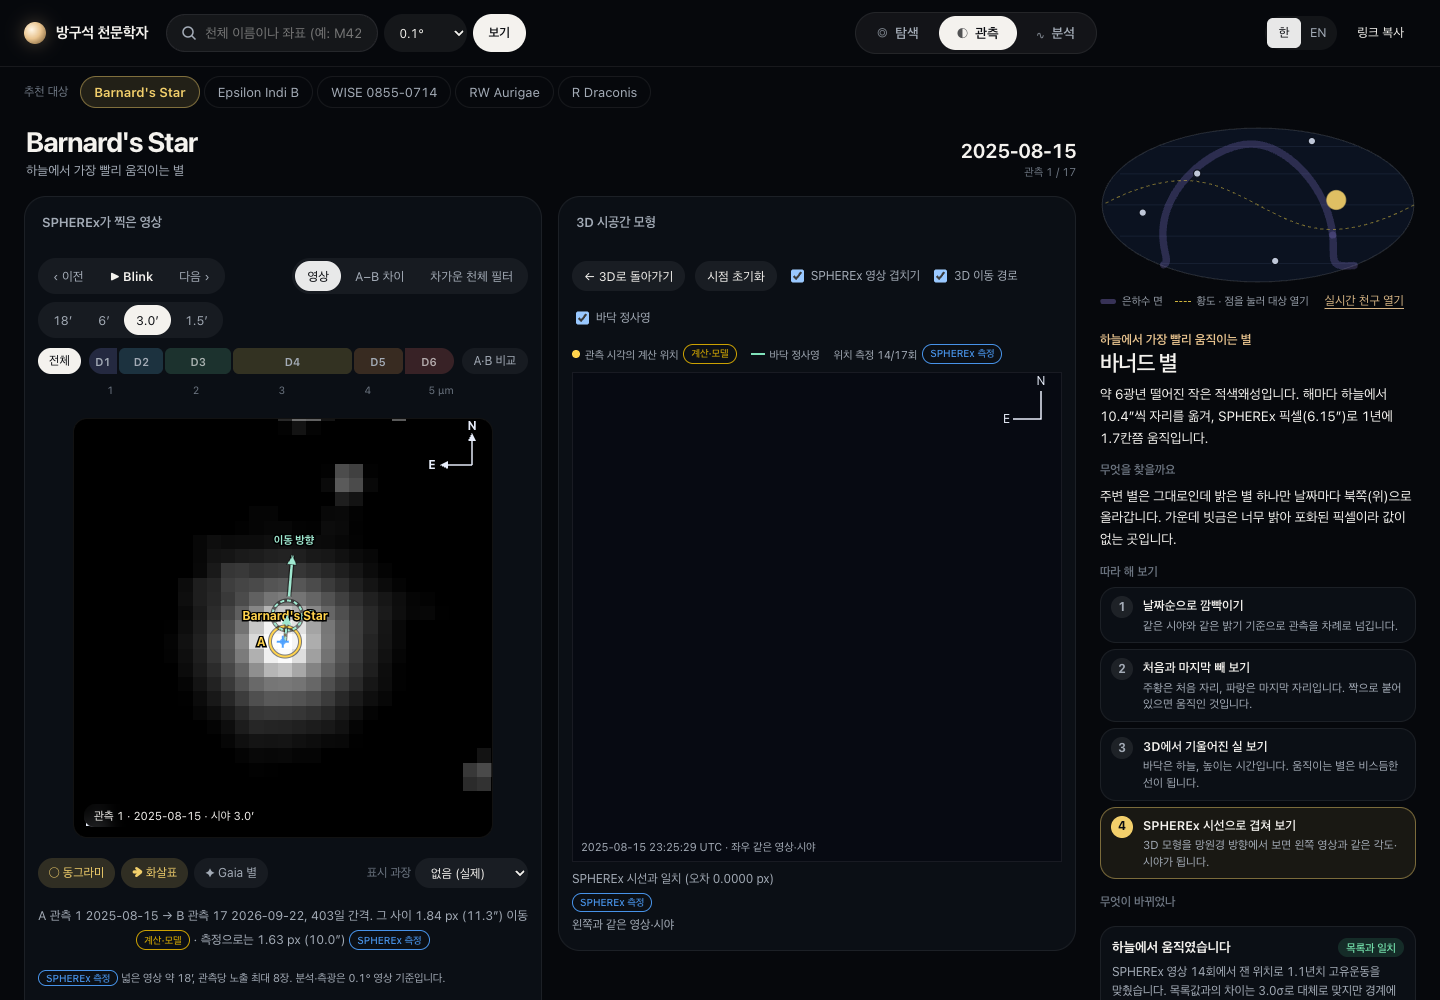 방구석 천문학자
천체 이름이나 좌표 (예: M42
0.1°
보기
탐색
관측
분석
한
EN
링크 복사
추천 대상
Barnard's Star
Epsilon Indi B
WISE 0855-0714
RW Aurigae
R Draconis
Barnard's Star
하늘에서 가장 빨리 움직이는 별
2025-08-15
관측 1 / 17
SPHEREx가 찍은 영상
‹ 이전
▶ Blink
다음 ›
영상
A−B 차이
차가운 천체 필터
18′
6′
3.0′
1.5′
전체
D1
D2
D3
D4
D5
D6
A·B 비교
1
2
3
4
5 μm
N
E
이동 방향
Barnard's Star
A
관측 1 · 2025-08-15 · 시야 3.0′
○ 동그라미
화살표
✦ Gaia 별
표시 과장
없음 (실제)
A 관측 1 2025-08-15 → B 관측 17 2026-09-22, 403일 간격. 그 사이 1.84 px (11.3″) 이동
계산·모델 · 측정으로는 1.63 px (10.0″) SPHEREx 측정
SPHEREx 측정 넓은 영상 약 18′, 관측당 노출 최대 8장. 분석·측광은 0.1° 영상 기준입니다.
3D 시공간 모형
← 3D로 돌아가기
시점 초기화
SPHEREx 영상 겹치기
3D 이동 경로
바닥 정사영
관측 시각의 계산 위치 계산·모델
바닥 정사영
위치 측정 14/17회 SPHEREx 측정
N
E
2025-08-15 23:25:29 UTC · 좌우 같은 영상·시야
SPHEREx 시선과 일치 (오차 0.0000 px)
SPHEREx 측정
왼쪽과 같은 영상·시야
은하수 면
---- 황도 · 점을 눌러 대상 열기
실시간 천구 열기
하늘에서 가장 빨리 움직이는 별
바너드 별
약 6광년 떨어진 작은 적색왜성입니다. 해마다 하늘에서
10.4″씩 자리를 옮겨, SPHEREx 픽셀(6.15″)로 1년에
1.7칸쯤 움직입니다.
무엇을 찾을까요
주변 별은 그대로인데 밝은 별 하나만 날짜마다 북쪽(위)으로
올라갑니다. 가운데 빗금은 너무 밝아 포화된 픽셀이라 값이
없는 곳입니다.
따라 해 보기
1
날짜순으로 깜빡이기
같은 시야와 같은 밝기 기준으로 관측을 차례로 넘깁니다.
2
처음과 마지막 빼 보기
주황은 처음 자리, 파랑은 마지막 자리입니다. 짝으로 붙어
있으면 움직인 것입니다.
3
3D에서 기울어진 실 보기
바닥은 하늘, 높이는 시간입니다. 움직이는 별은 비스듬한
선이 됩니다.
4
SPHEREx 시선으로 겹쳐 보기
3D 모형을 망원경 방향에서 보면 왼쪽 영상과 같은 각도·
시야가 됩니다.
무엇이 바뀌었나
하늘에서 움직였습니다
목록과 일치
SPHEREx 영상 14회에서 잰 위치로 1.1년치 고유운동을
맞췄습니다. 목록값과의 차이는 3.0σ로 대체로 맞지만 경계에